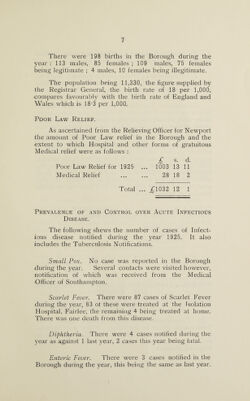 7
There were 198 births in the Borough during the
year : 113 males, 85 females ; 109 males, 75 females
being legitimate ; 4 males, 10 females being illegitimate.
The population being 11,330, the figure supplied by
the Registrar General, the birth rate of 18 per 1,000,
compares favourably with the birth rate of England and
Wales which is 18·3 per 1,000.
POOR LAW RELIEF.
As ascertained from the Relieving Officer for Newport
the amount of Poor Law relief in the Borough and the
extent to which Hospital and other forms of gratuitous
Medical relief were as follows :
£ s. d.
Poor Law Relief for 1925 ... 1003 13 11
Medical Relief ... ... 28 18 2
Total ... £1032 12 1
PREVALENCE OF AND CONTROL OVER ACUTE INFECTIOUS
DISEASE.
The following shews the number of cases of Infect-
ious disease notified during the year 1925. It also
includes the Tuberculosis Notifications.
Small Pox. No case was reported in the Borough
during the year. Several contacts were visited however,
notification of which was received from the Medical
Officer of Southampton.
Scarlet Fever. There were 87 cases of Scarlet Fever
during the year, 83 of these were treated at the Isolation
Hospital, Fairlee, the remaining 4 being treated at home.
There was one death from this disease.
Diphtheria. There were 4 cases notified during the
year as against 1 last year, 2 cases this year being fatal.
Enteric Fever. There were 3 cases notified in the
Borough during the year, this being the same as last year.